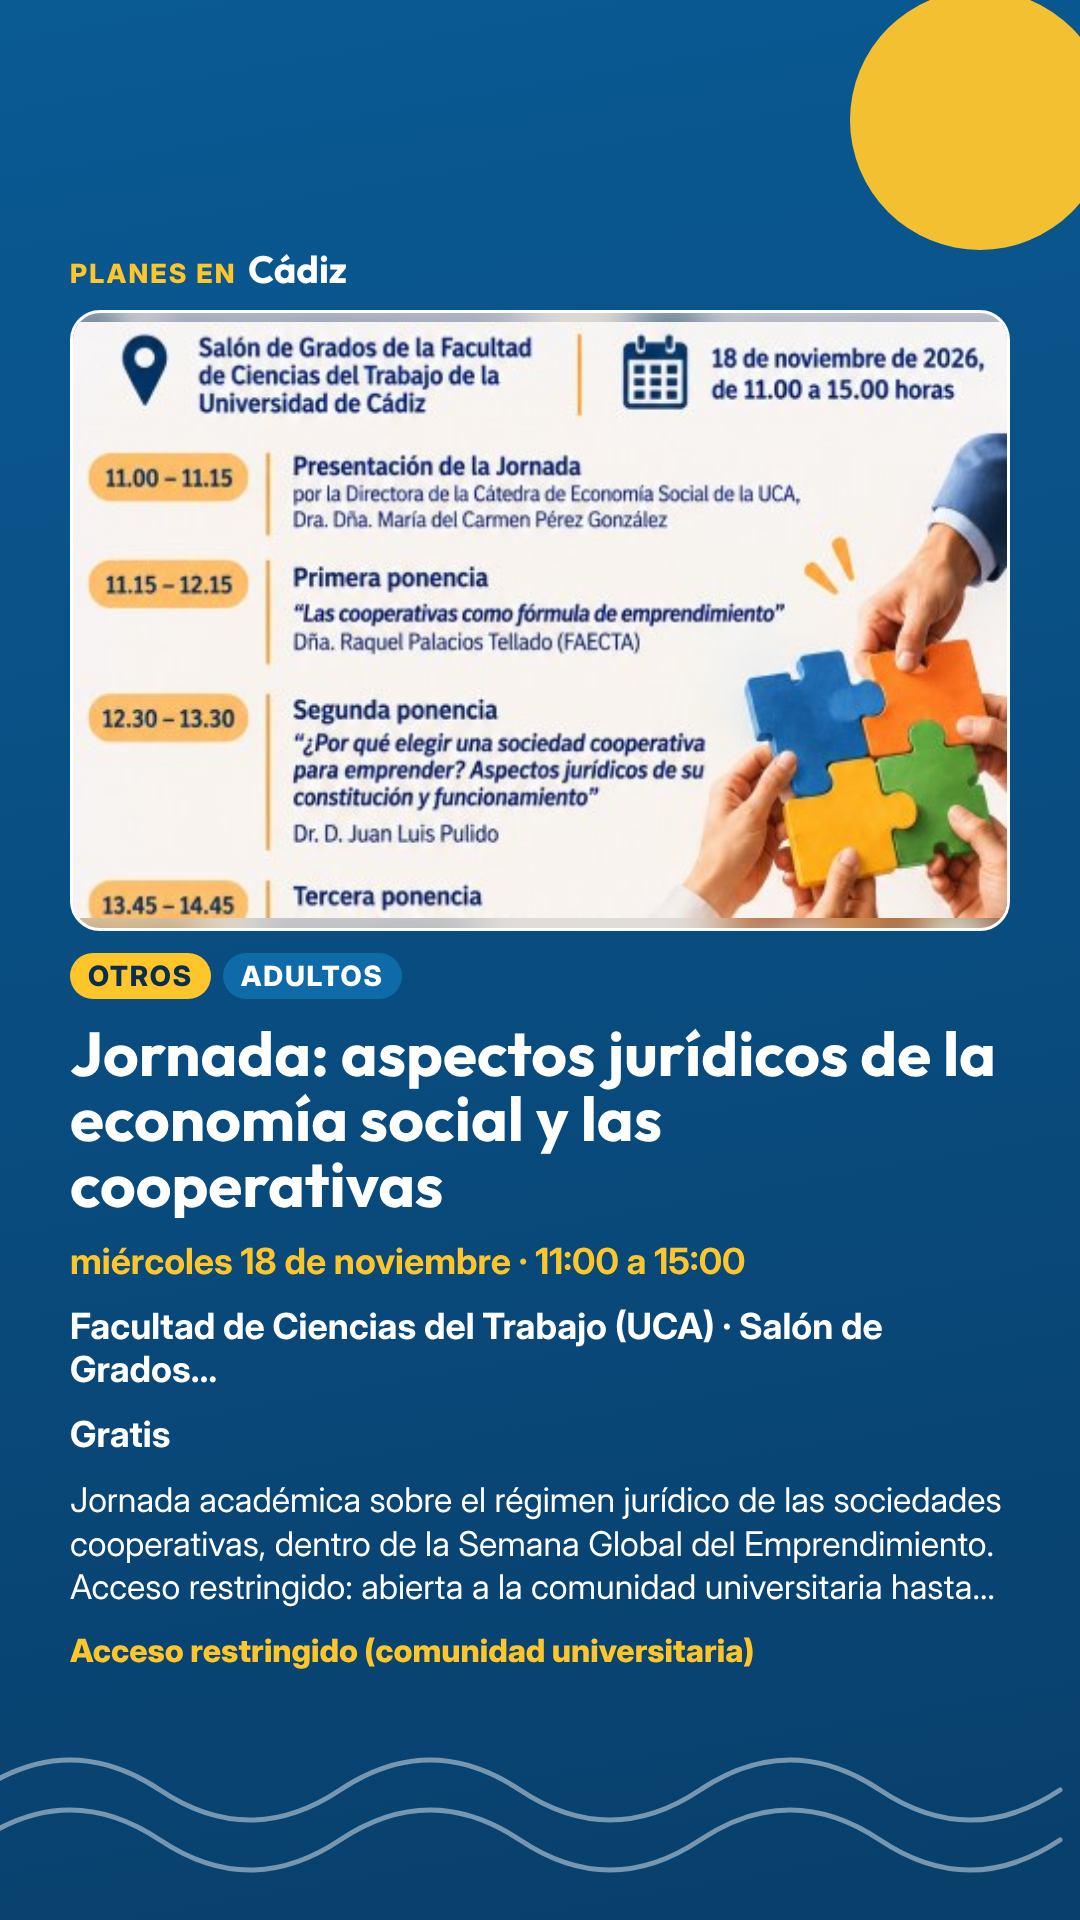 PLANES EN Cádiz
Salón de Grados de la Facultad
de Ciencias del Trabajo de la
Universidad de Cádiz
18 de noviembre de 2026,
de 11.00 a 15.00 horas
11.00 – 11.15
Presentación de la Jornada
por la Directora de la Cátedra de Economía Social de la UCA,
Dra. Dña. María del Carmen Pérez González
11.15 – 12.15
Primera ponencia
“Las cooperativas como fórmula de emprendimiento”
Dña. Raquel Palacios Tellado (FAECTA)
12.30 – 13.30
Segunda ponencia
“¿Por qué elegir una sociedad cooperativa
para emprender? Aspectos jurídicos de su
constitución y funcionamiento”
Dr. D. Juan Luis Pulido
13.45 – 14.45
Tercera ponencia
OTROS ADULTOS
Jornada: aspectos jurídicos de la
economía social y las
cooperativas
miércoles 18 de noviembre · 11:00 a 15:00
Facultad de Ciencias del Trabajo (UCA) · Salón de
Grados...
Gratis
Jornada académica sobre el régimen jurídico de las sociedades
cooperativas, dentro de la Semana Global del Emprendimiento.
Acceso restringido: abierta a la comunidad universitaria hasta...
Acceso restringido (comunidad universitaria)